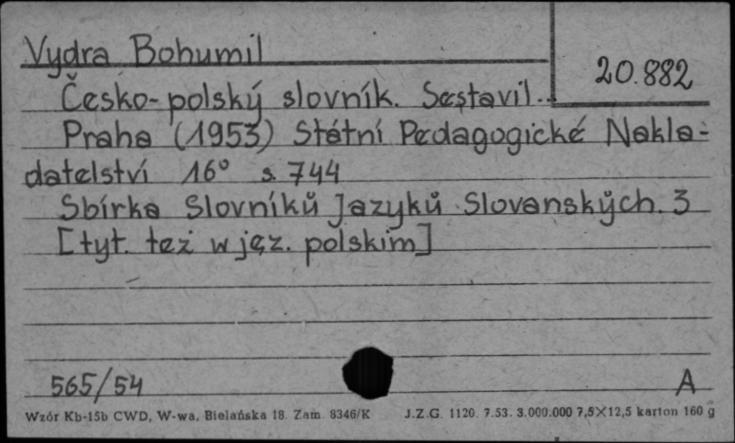 Vydra Bohumil
20.882
Česko-polský slovník. Sestavil..
Praha (1953) Státní Pedagogické Nakla-
datelství 16° s. 744
Sbírka Slovníků Jazyků Slovanských. 3
[tyt. też w jęz. polskim]
565/54
A
Wzór Kb-15b CWD, W-wa, Bielańska 18. Zam. 8346/K J.Z.G. 1120. 7.53. 3.000.000 7,5×12,5 karton 160 g